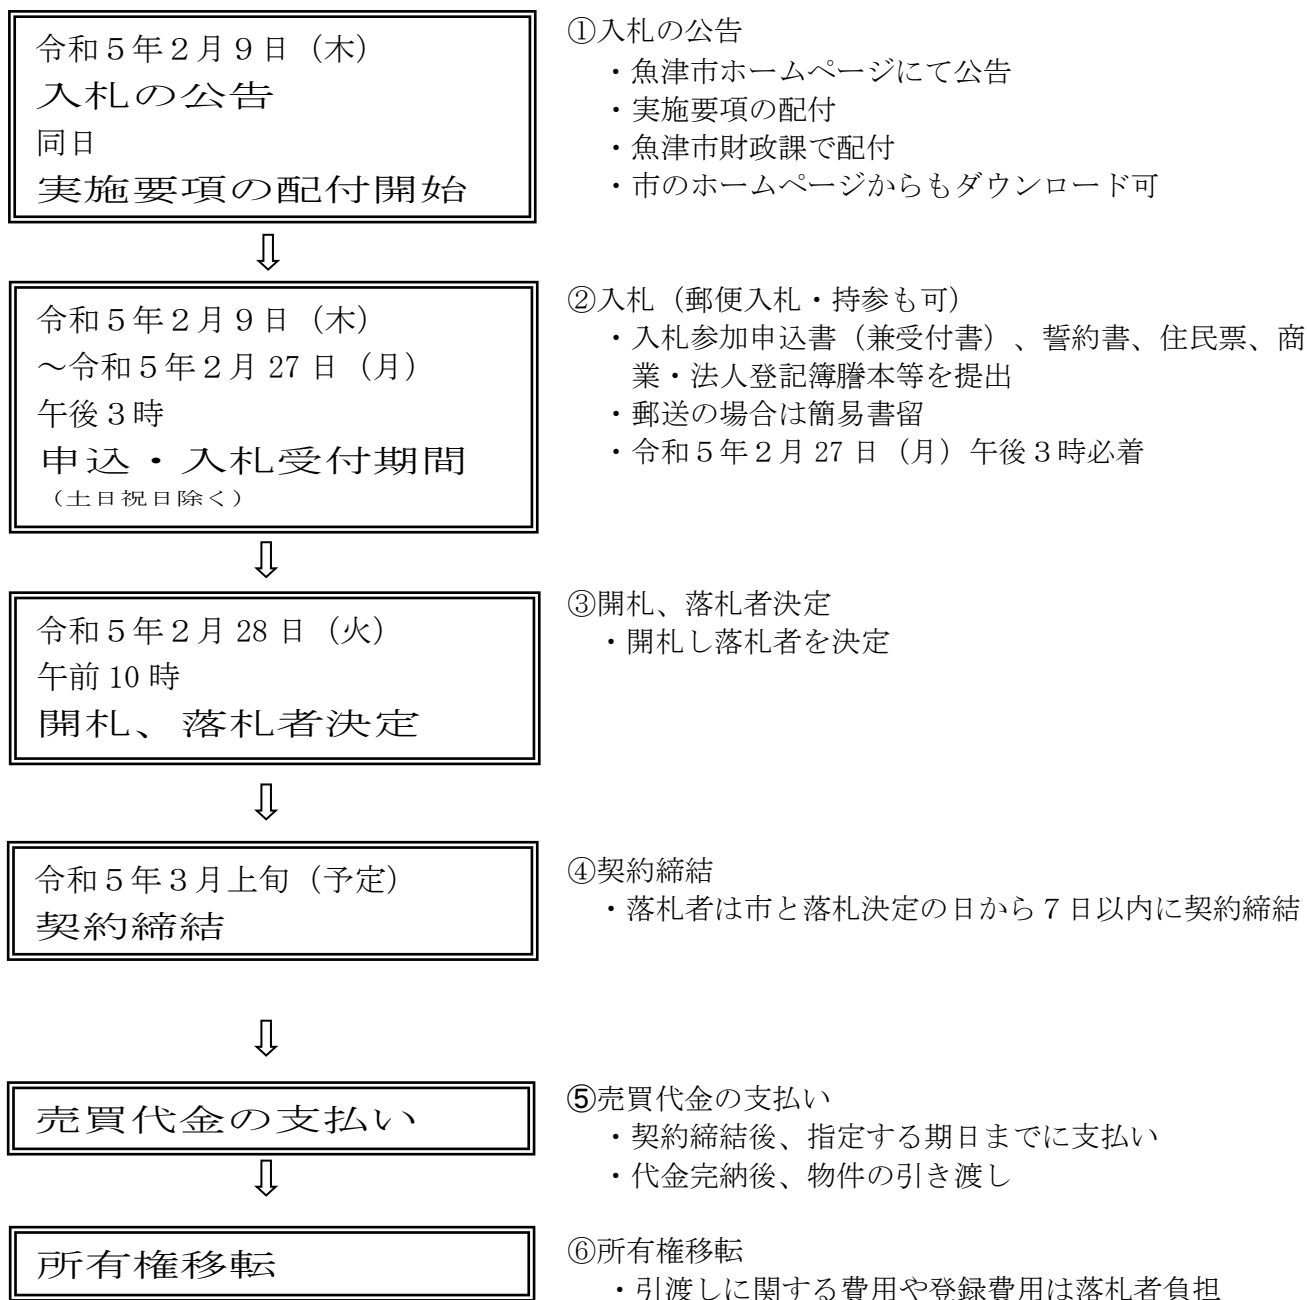 令和５年２月９日（木）
入札の公告
同日
実施要項の配付開始
①入札の公告
・魚津市ホームページにて公告
・実施要項の配付
・魚津市財政課で配付
・市のホームページからもダウンロード可
⇩
令和５年２月９日（木）
～令和５年２月 27 日（月）
午後３時
申込・入札受付期間
（土日祝日除く）
②入札（郵便入札・持参も可）
・入札参加申込書（兼受付書）、誓約書、住民票、商
業・法人登記簿謄本等を提出
・郵送の場合は簡易書留
・令和５年２月 27 日（月）午後３時必着
⇩
令和５年２月 28 日（火）
午前 10 時
開札、落札者決定
③開札、落札者決定
・開札し落札者を決定
⇩
令和５年３月上旬（予定）
契約締結
④契約締結
・落札者は市と落札決定の日から７日以内に契約締結
⇩
売買代金の支払い
⑤売買代金の支払い
・契約締結後、指定する期日までに支払い
・代金完納後、物件の引き渡し
⇩
所有権移転
⑥所有権移転
・引渡しに関する費用や登録費用は落札者負担